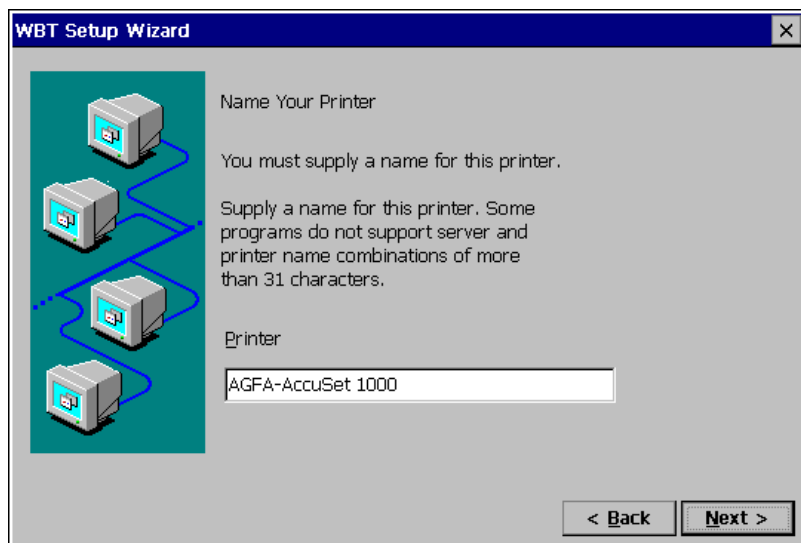 WBT Setup Wizard
Name Your Printer
You must supply a name for this printer.
Supply a name for this printer. Some
programs do not support server and
printer name combinations of more
than 31 characters.
Printer
AGFA-AccuSet 1000
< Back
Next >